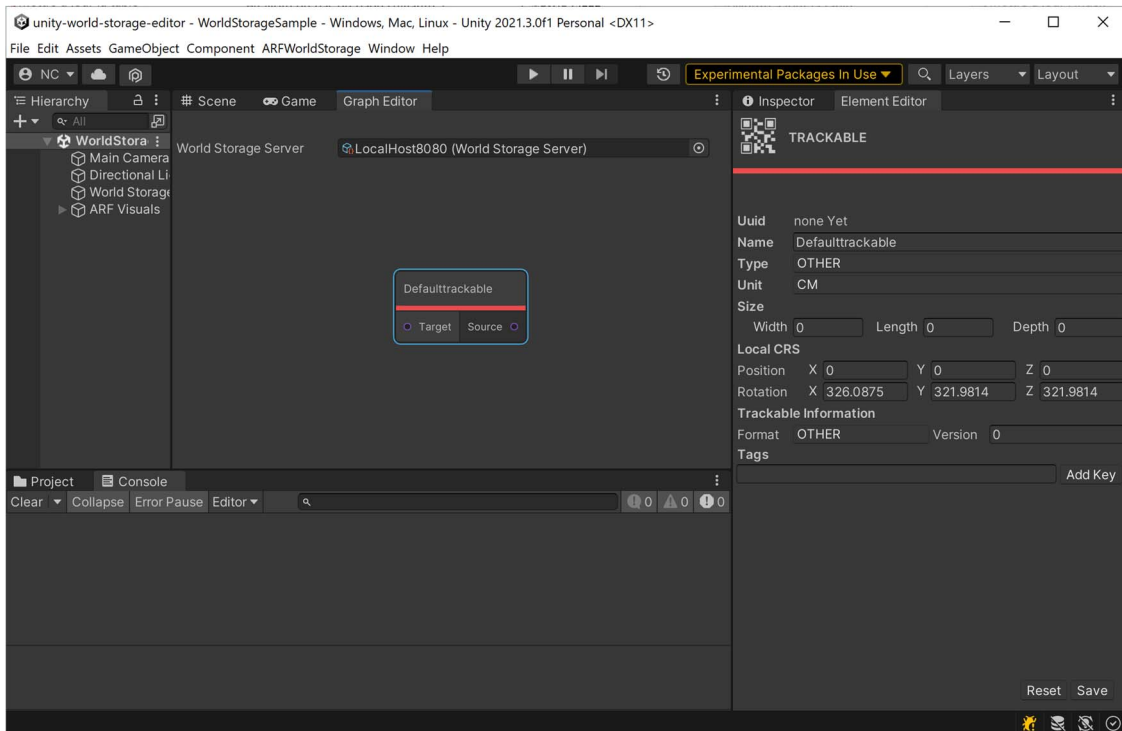 unity-world-storage-editor - WorldStorageSample - Windows, Mac, Linux - Unity 2021.3.0f1 Personal <DX11>
File Edit Assets GameObject Component ARFWorldStorage Window Help
NC Experimental Packages In Use Layers Layout
Hierarchy # Scene Game Graph Editor Inspector Element Editor
All
WorldStora
Main Camera
Directional Li
World Storage
ARF Visuals
World Storage Server LocalHost8080 (World Storage Server)
Defaulttrackable
Target Source
TRACKABLE
Uuid none Yet
Name Defaulttrackable
Type OTHER
Unit CM
Size
Width 0 Length 0 Depth 0
Local CRS
Position X 0 Y 0 Z 0
Rotation X 326.0875 Y 321.9814 Z 321.9814
Trackable Information
Format OTHER Version 0
Tags
Add Key
Project Console
Clear Collapse Error Pause Editor 0 0 0
Reset Save